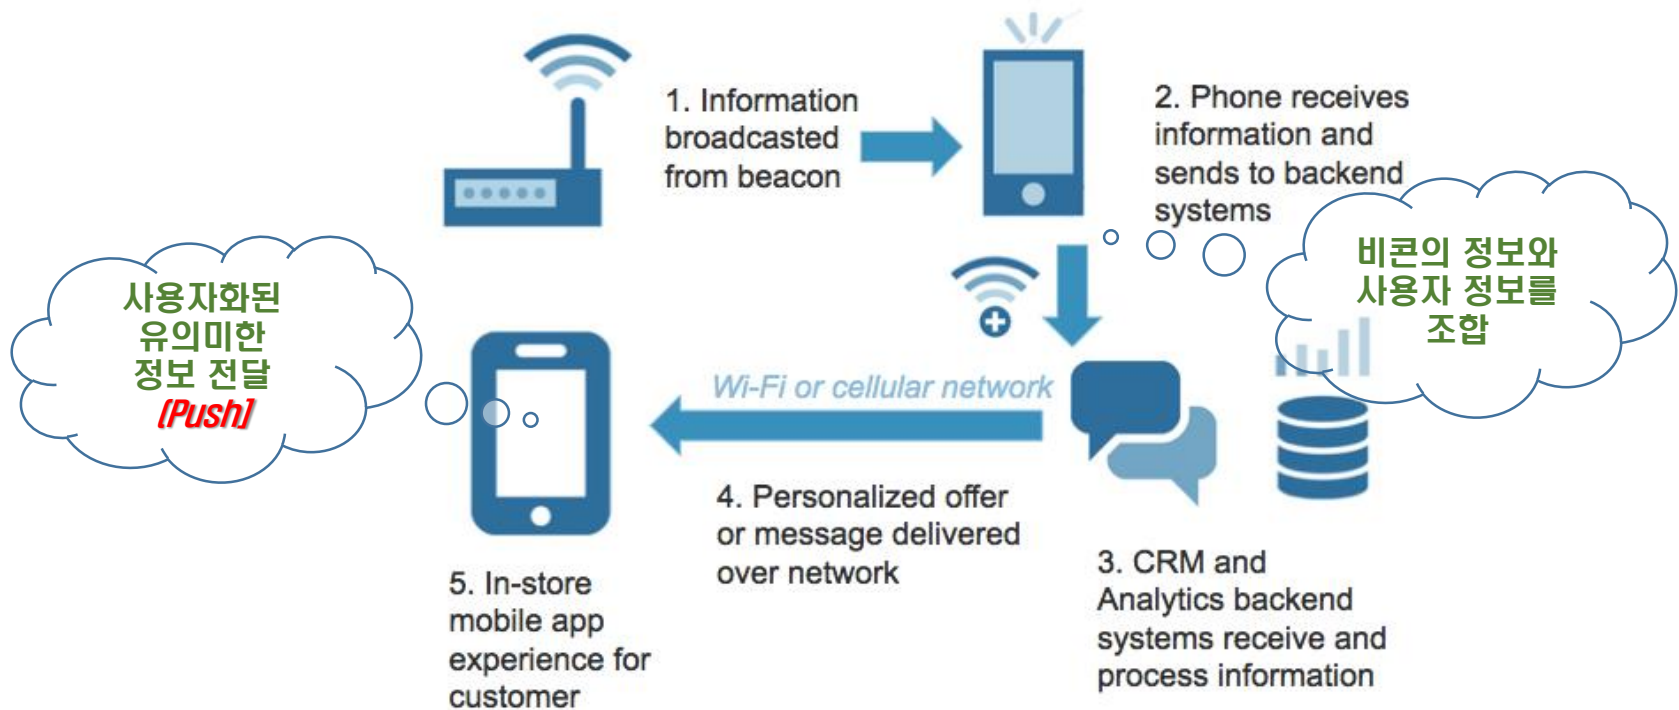 1. Information
broadcasted
from beacon
2. Phone receives
information and
sends to backend
systems
비콘의 정보와
사용자 정보를
조합
사용자화된
유의미한
정보 전달
(Push)
Wi-Fi or cellular network
4. Personalized offer
or message delivered
over network
3. CRM and
Analytics backend
systems receive and
process information
5. In-store
mobile app
experience for
customer